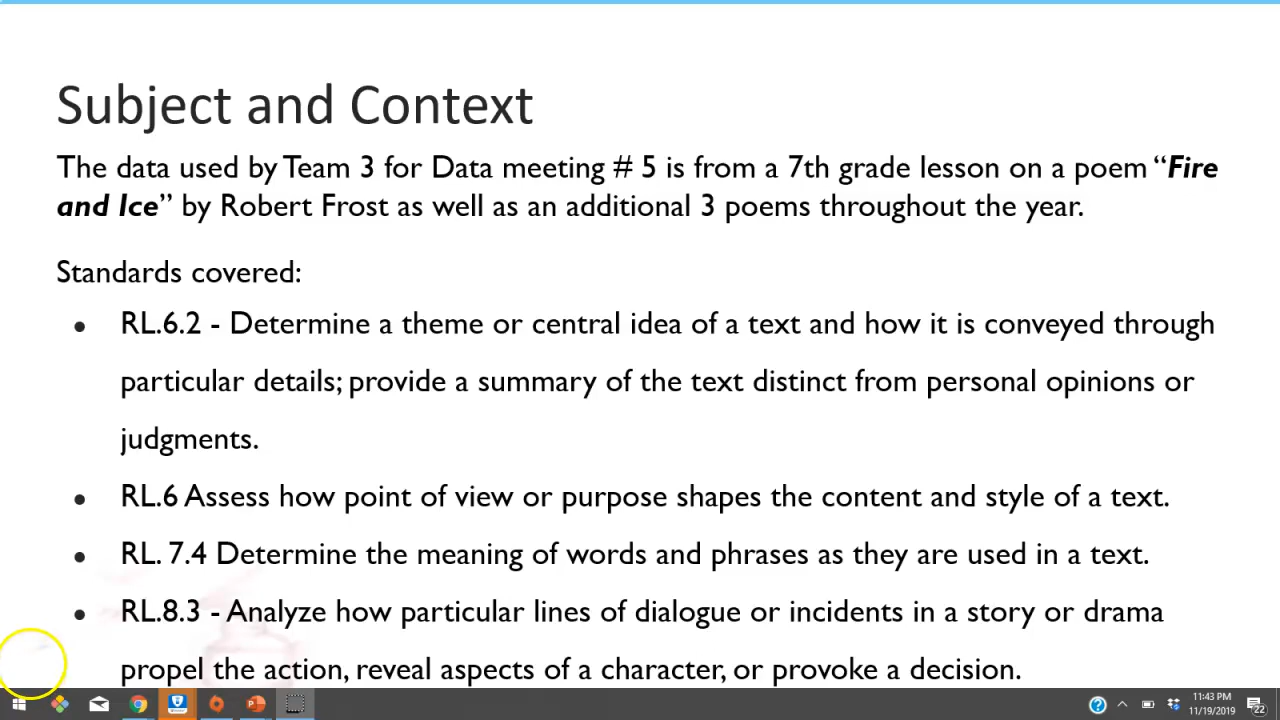 Subject and Context
The data used by Team 3 for Data meeting # 5 is from a 7th grade lesson on a poem “Fire
and Ice” by Robert Frost as well as an additional 3 poems throughout the year.
Standards covered:
● RL.6.2 - Determine a theme or central idea of a text and how it is conveyed through
particular details; provide a summary of the text distinct from personal opinions or
judgments.
● RL.6 Assess how point of view or purpose shapes the content and style of a text.
● RL. 7.4 Determine the meaning of words and phrases as they are used in a text.
● RL.8.3 - Analyze how particular lines of dialogue or incidents in a story or drama
propel the action, reveal aspects of a character, or provoke a decision.
11:43 PM
11/19/2019
22